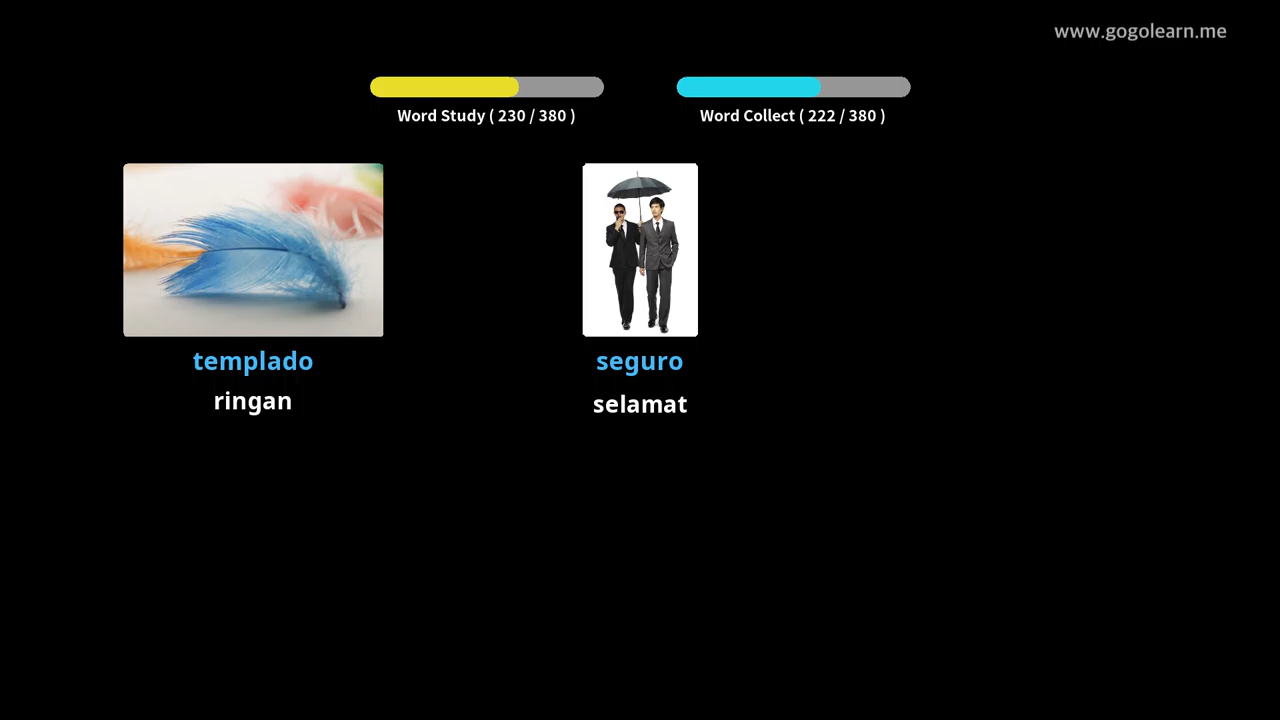 www.gogolearn.me
Word Study ( 230 / 380 )
Word Collect ( 222 / 380 )
templado
ringan
seguro
selamat